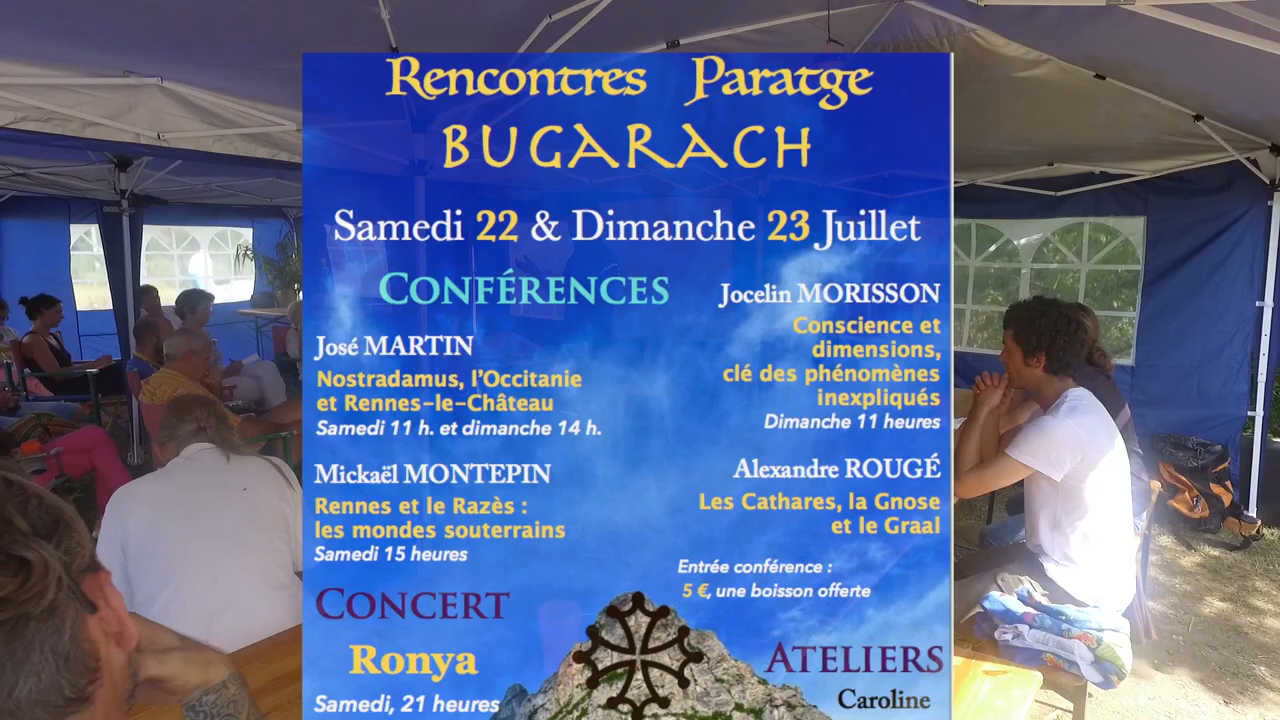 Rencontres Paratge
BUGARACH
Samedi 22 & Dimanche 23 Juillet
CONFÉRENCES
José MARTIN
Nostradamus, l'Occitanie
et Rennes-le-Château
Samedi 11 h. et dimanche 14 h.
Mickaël MONTEPIN
Rennes et le Razès :
les mondes souterrains
Samedi 15 heures
Jocelin MORISSON
Conscience et
dimensions,
clé des phénomènes
inexpliqués
Dimanche 11 heures
Alexandre ROUGÉ
Les Cathares, la Gnose
et le Graal
Entrée conférence :
5 €, une boisson offerte
CONCERT
Ronya
Samedi, 21 heures
ATELIERS
Caroline